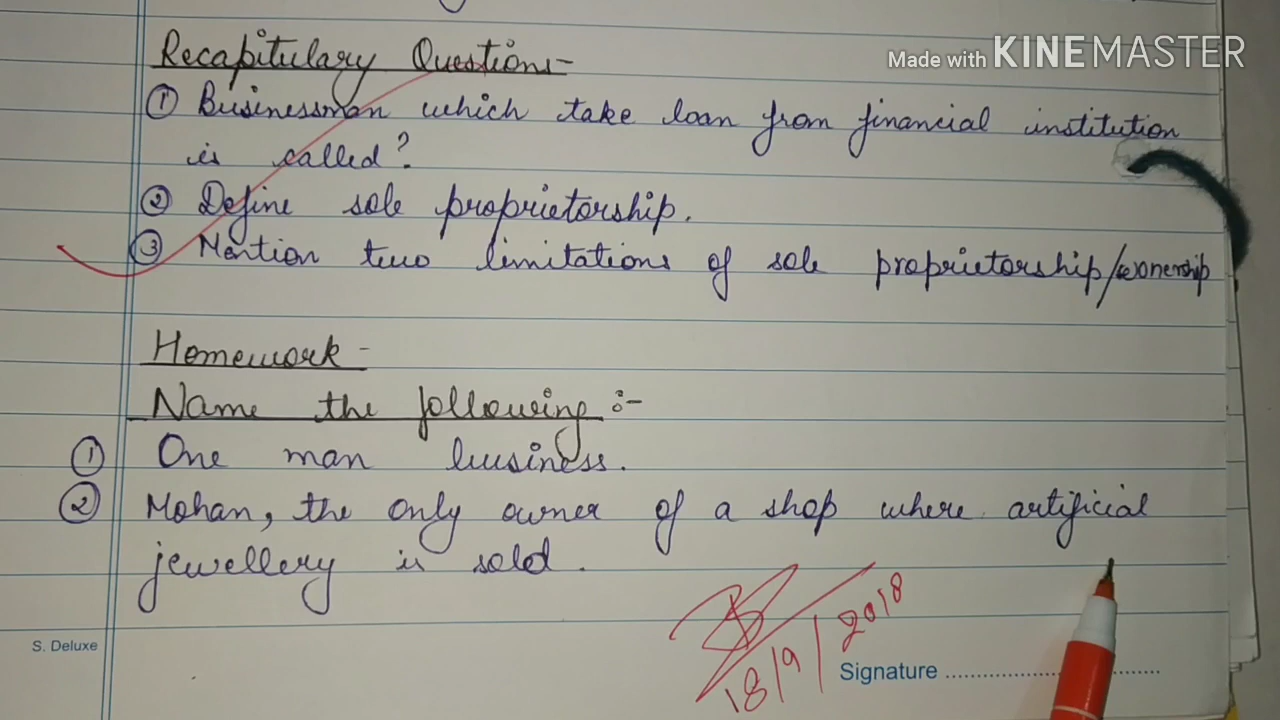 Made with KINEMASTER
Recapitulary Questions-
① Businessman which take loan from financial institution
is called?
② Define sole proprietorship.
③ Mention two limitations of sole proprietorship/
Homework -
Name the following :-
① One man business.
② Mohan, the only owner of a shop where artificial
jewellery is sold.
18/9/2018
S. Deluxe
Signature